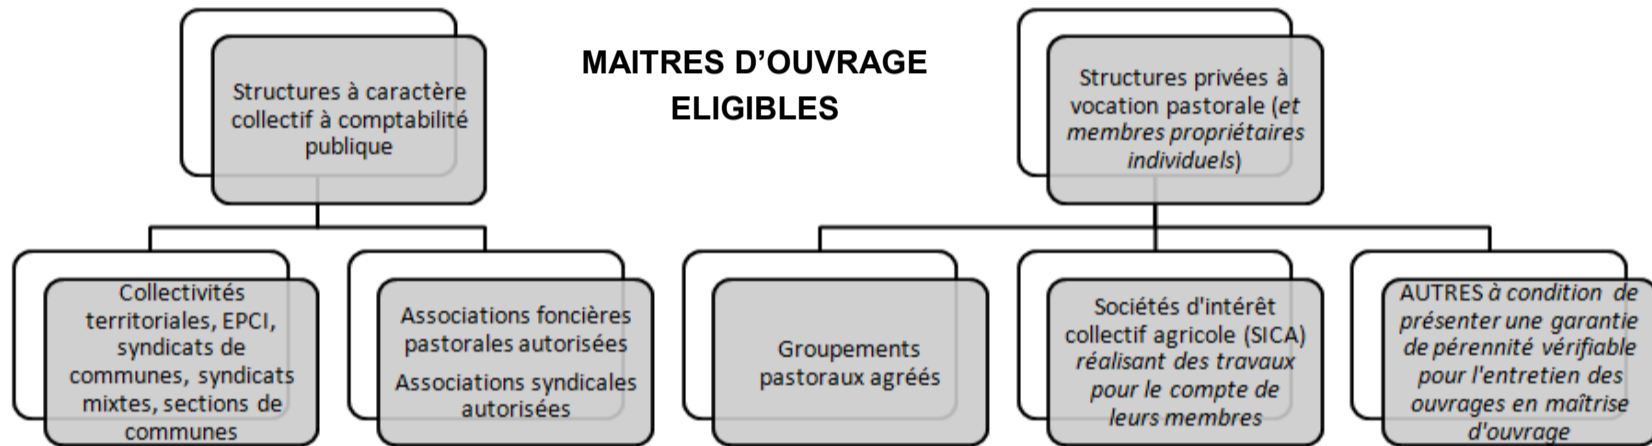 MAITRES D'OUVRAGE
ELIGIBLES
Structures à caractère
collectif à comptabilité
publique
Structures privées à
vocation pastorale (et
membres propriétaires
individuels)
Collectivités
territoriales, EPCI,
syndicats de
communes, syndicats
mixtes, sections de
communes
Associations foncières
pastorales autorisées
Associations syndicales
autorisées
Groupements
pastoraux agréés
Sociétés d'intérêt
collectif agricole (SICA)
réalisant des travaux
pour le compte de
leurs membres
AUTRES à condition de
présenter une garantie
de pérennité vérifiable
pour l'entretien des
ouvrages en maîtrise
d'ouvrage